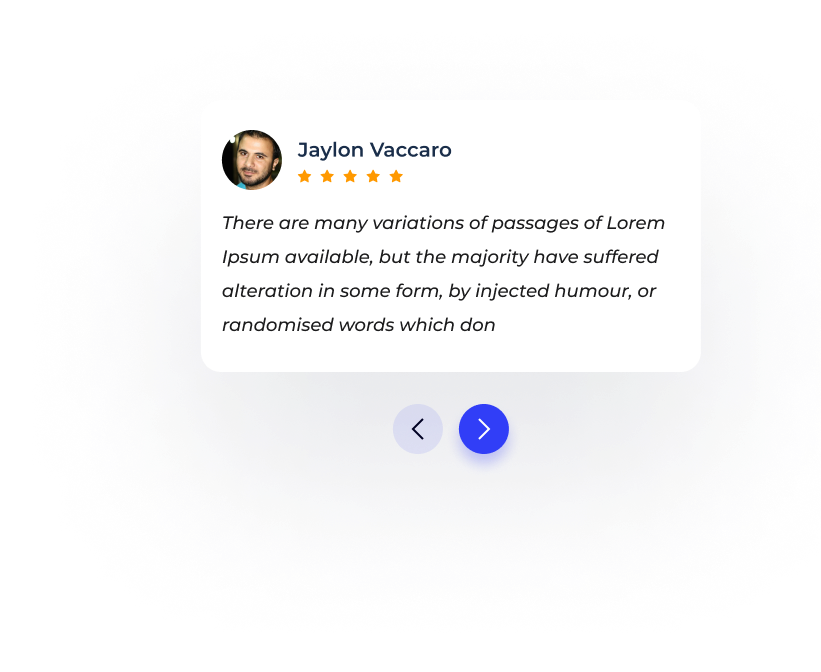 Jaylon Vaccaro
There are many variations of passages of Lorem
Ipsum available, but the majority have suffered
alteration in some form, by injected humour, or
randomised words which don